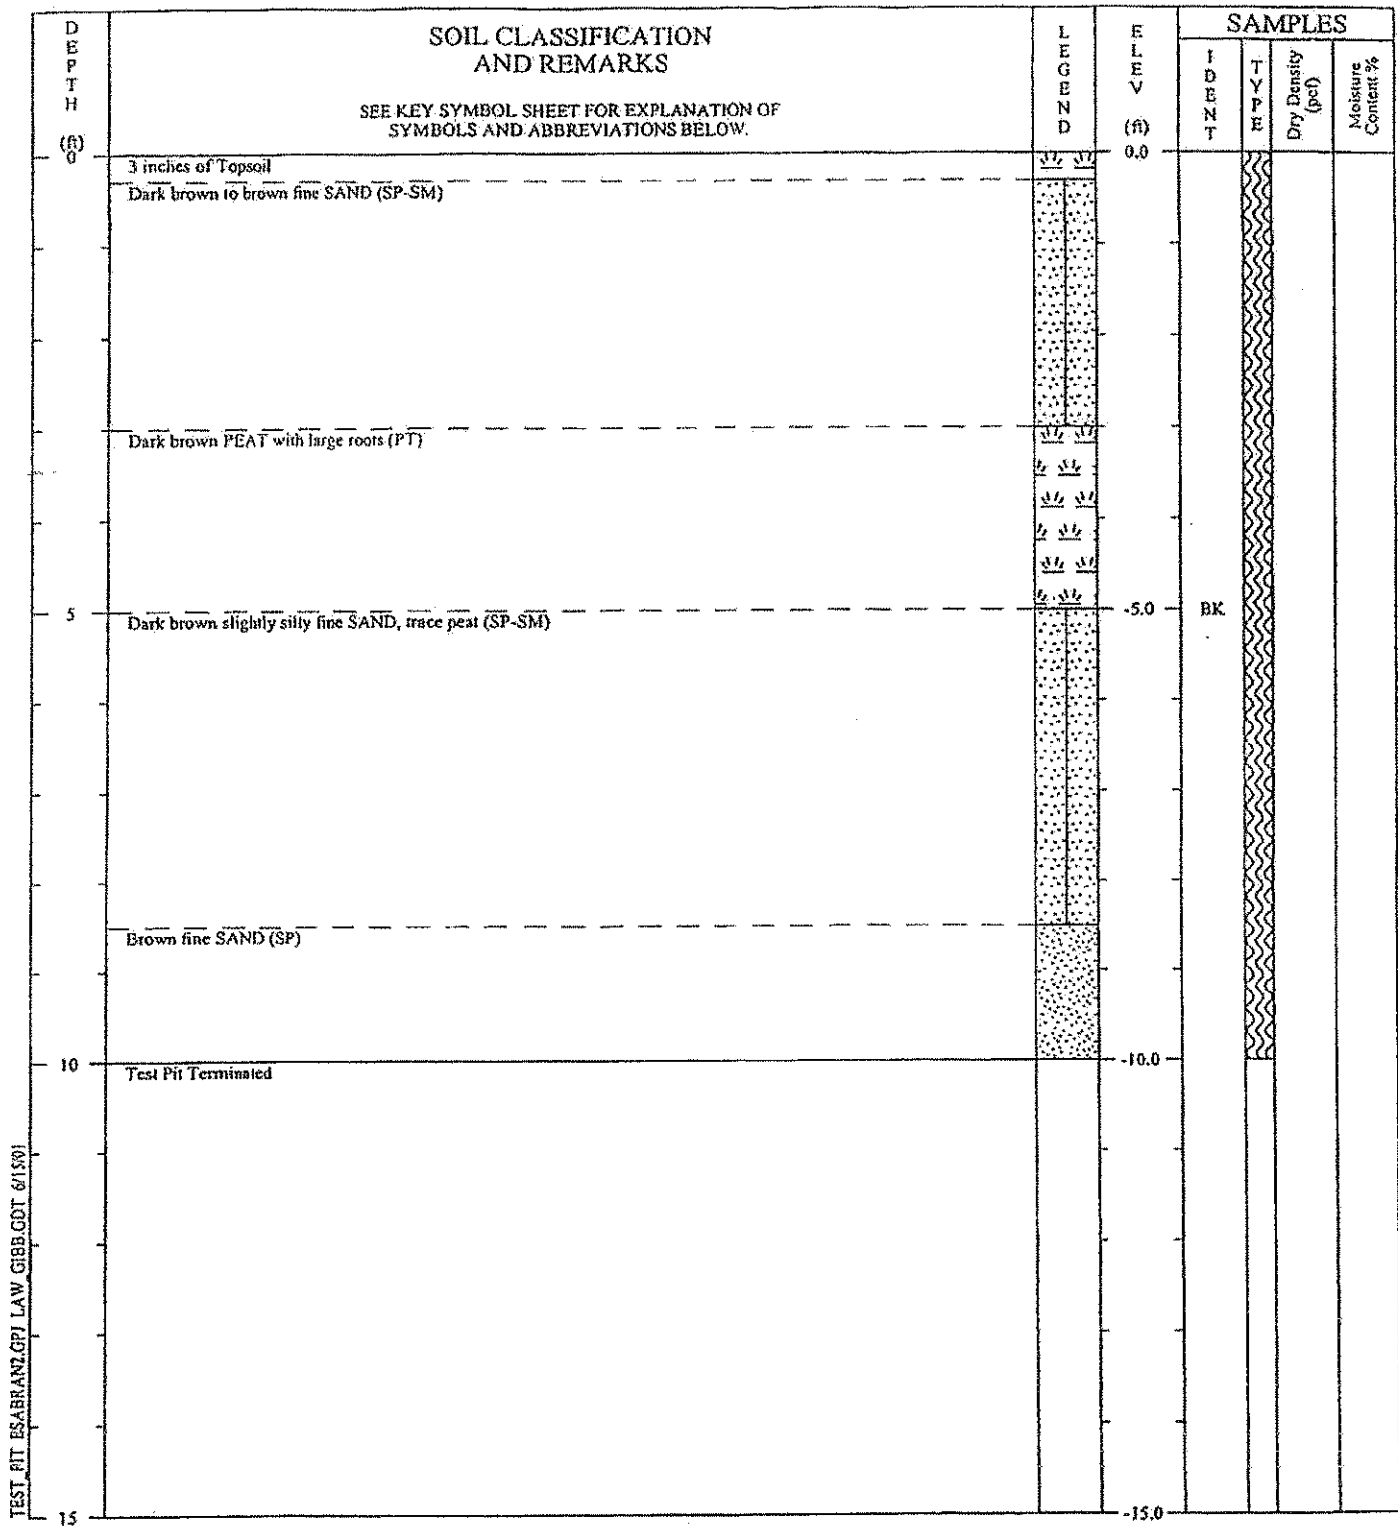 DEPTH (ft)
SOIL CLASSIFICATION
AND REMARKS
SEE KEY SYMBOL SHEET FOR EXPLANATION OF
SYMBOLS AND ABBREVIATIONS BELOW.
LEGEND
ELEV (ft)
SAMPLES
IDENT
TYPE
Dry Density
(pcf)
Moisture
Content %
0
3 inches of Topsoil
0.0
Dark brown to brown fine SAND (SP-SM)
Dark brown PEAT with large roots (PT)
5
Dark brown slightly silty fine SAND, trace peat (SP-SM)
-5.0
BK
Brown fine SAND (SP)
10
Test Pit Terminated
-10.0
15
-15.0
TEST_PIT ESABRAN2.GPJ LAW_GIBB.GDT 6/15/01